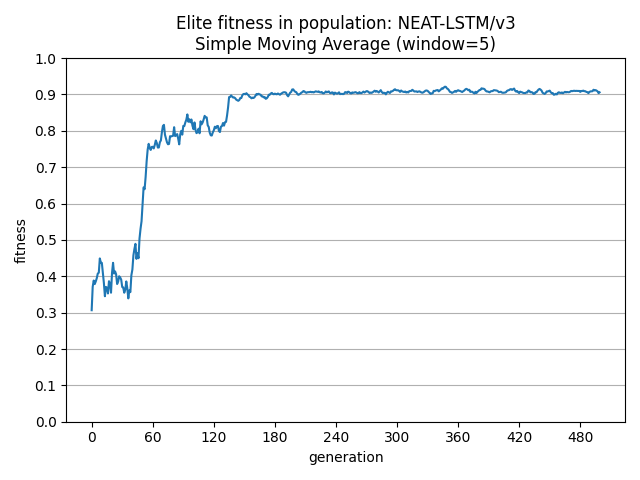 Elite fitness in population: NEAT-LSTM/v3
Simple Moving Average (window=5)
1.0
0.9
0.8
0.7
0.6
0.5
0.4
0.3
0.2
0.1
0.0
fitness
0 60 120 180 240 300 360 420 480
generation